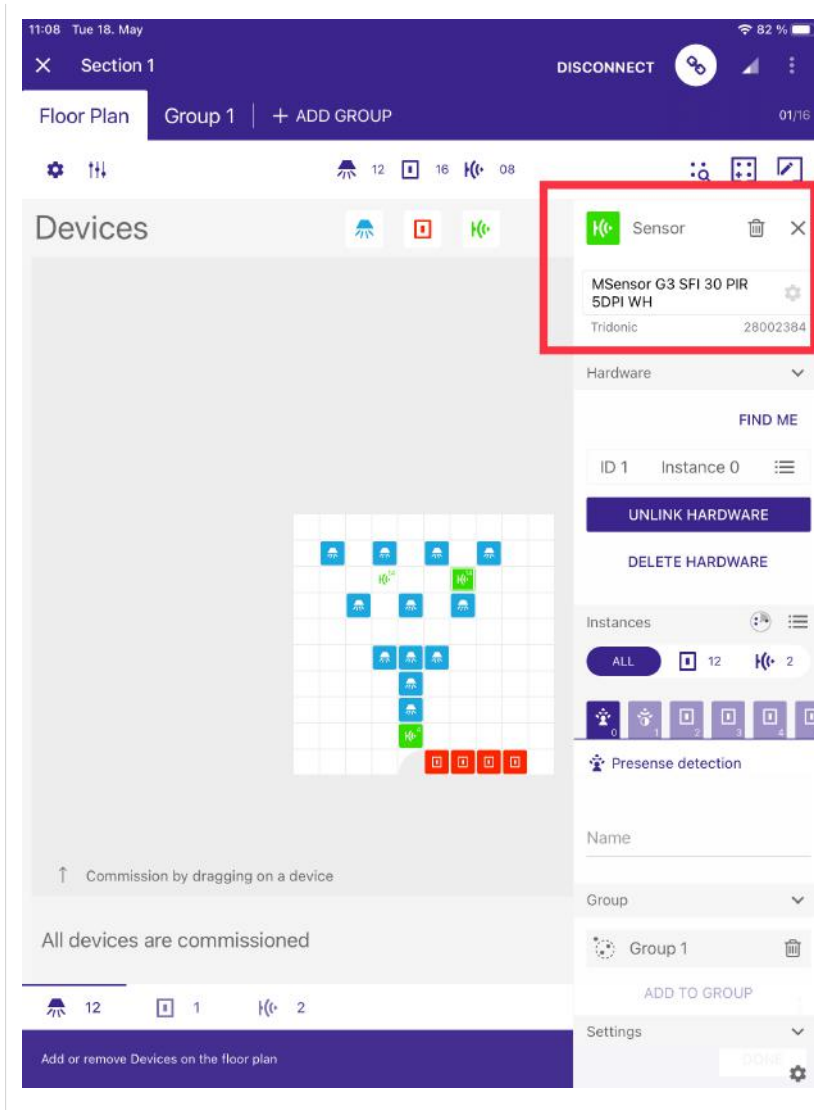 11:08 Tue 18. May 82 %
Section 1 DISCONNECT
Floor Plan Group 1 + ADD GROUP 01/16
12 16 08
Devices
Sensor
MSensor G3 SFI 30 PIR
5DPI WH
Tridonic 28002384
Hardware
FIND ME
ID 1 Instance 0
UNLINK HARDWARE
DELETE HARDWARE
Instances
ALL 12 2
0 1 2 3 4
Presense detection
Name
↑ Commission by dragging on a device
Group
All devices are commissioned
Group 1
ADD TO GROUP
12 1 2
Settings
Add or remove Devices on the floor plan
DONE